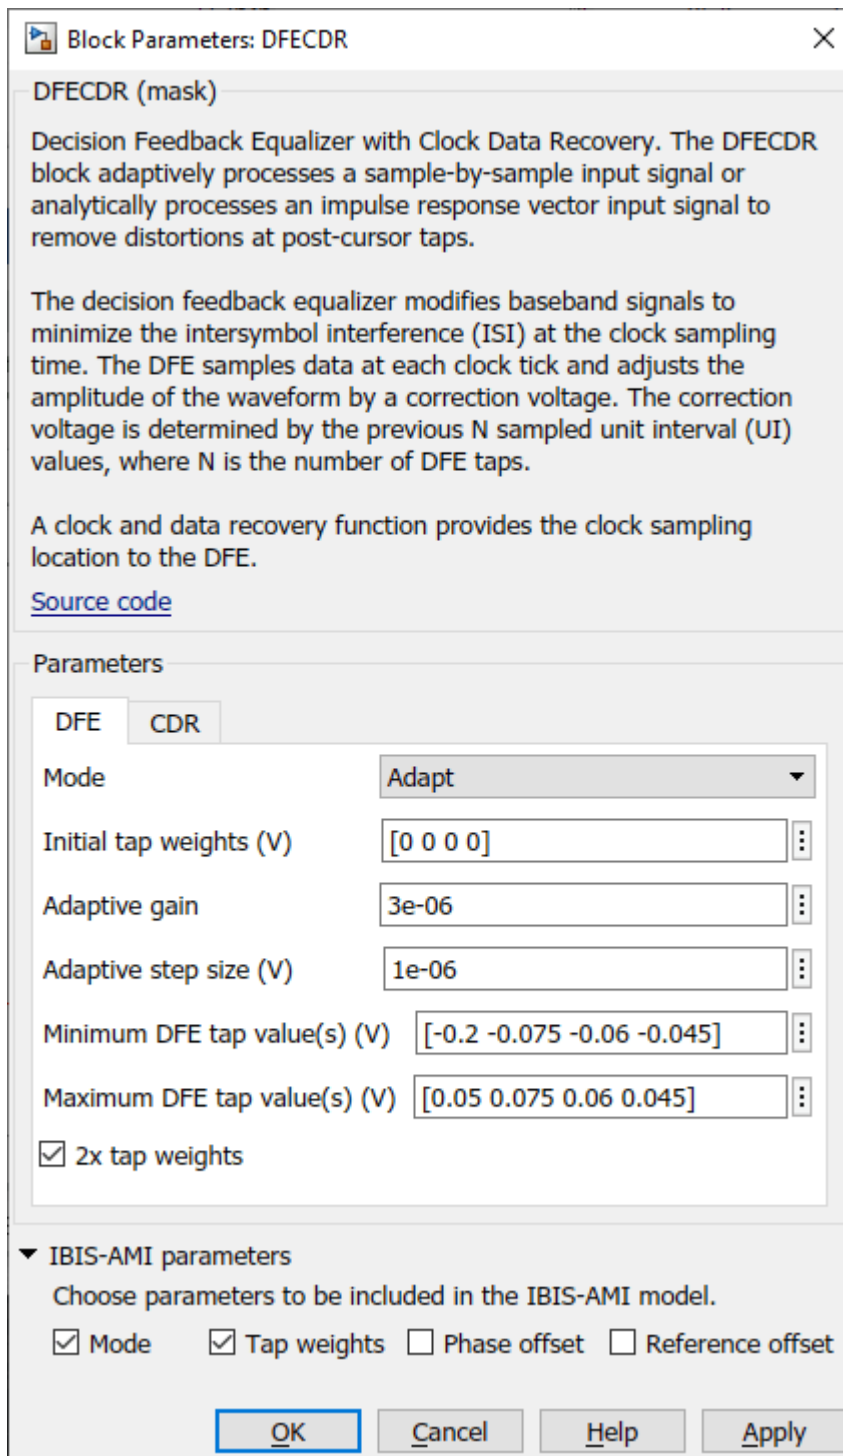 Block Parameters: DFECDR
DFECDR (mask)
Decision Feedback Equalizer with Clock Data Recovery. The DFECDR
block adaptively processes a sample-by-sample input signal or
analytically processes an impulse response vector input signal to
remove distortions at post-cursor taps.
The decision feedback equalizer modifies baseband signals to
minimize the intersymbol interference (ISI) at the clock sampling
time. The DFE samples data at each clock tick and adjusts the
amplitude of the waveform by a correction voltage. The correction
voltage is determined by the previous N sampled unit interval (UI)
values, where N is the number of DFE taps.
A clock and data recovery function provides the clock sampling
location to the DFE.
Source code
Parameters
DFE CDR
Mode Adapt
Initial tap weights (V) [0 0 0 0]
Adaptive gain 3e-06
Adaptive step size (V) 1e-06
Minimum DFE tap value(s) (V) [-0.2 -0.075 -0.06 -0.045]
Maximum DFE tap value(s) (V) [0.05 0.075 0.06 0.045]
2x tap weights
IBIS-AMI parameters
Choose parameters to be included in the IBIS-AMI model.
Mode Tap weights Phase offset Reference offset
OK Cancel Help Apply